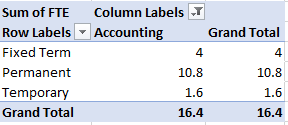 Sum of FTE Column Labels
Row Labels Accounting Grand Total
Fixed Term 4 4
Permanent 10.8 10.8
Temporary 1.6 1.6
Grand Total 16.4 16.4